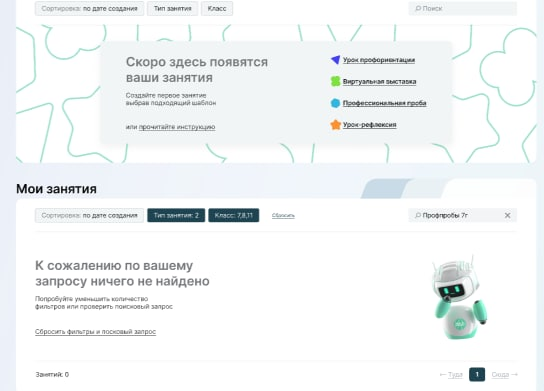 Сортировка: по дате создания
Тип занятия
Класс
Поиск
Скоро здесь появятся
ваши занятия
Создайте первое занятие
выбрав подходящий шаблон
или прочитайте инструкцию
Урок профориентации
Виртуальная выставка
Профессиональная проба
Урок-рефлексия
Мои занятия
Сортировка: по дате создания
Тип занятия: 2
Класс: 7,8,11
Сбросить
Профпробы 7г
К сожалению по вашему
запросу ничего не найдено
Попробуйте уменьшить количество
фильтров или проверить поисковый запрос
Сбросить фильтры и посковый запрос
Занятий: 0
← Туда
1
Сюда →